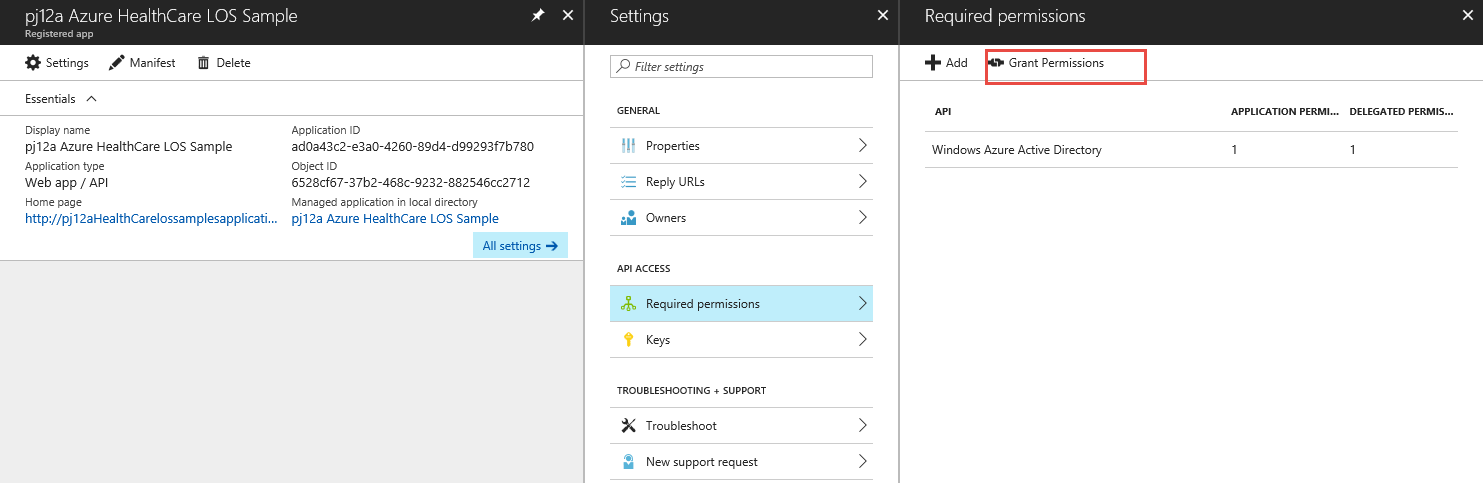 pj12a Azure HealthCare LOS Sample
Registered app
Settings
Manifest
Delete
Essentials
Display name
pj12a Azure HealthCare LOS Sample
Application type
Web app / API
Home page
http://pj12aHealthCarelossamplesapplicati...
Application ID
ad0a43c2-e3a0-4260-89d4-d99293f7b780
Object ID
6528cf67-37b2-468c-9232-882546cc2712
Managed application in local directory
pj12a Azure HealthCare LOS Sample
All settings
Settings
Filter settings
GENERAL
Properties
Reply URLs
Owners
API ACCESS
Required permissions
Keys
TROUBLESHOOTING + SUPPORT
Troubleshoot
New support request
Required permissions
Add
Grant Permissions
API APPLICATION PERMI... DELEGATED PERMIS...
Windows Azure Active Directory 1 1